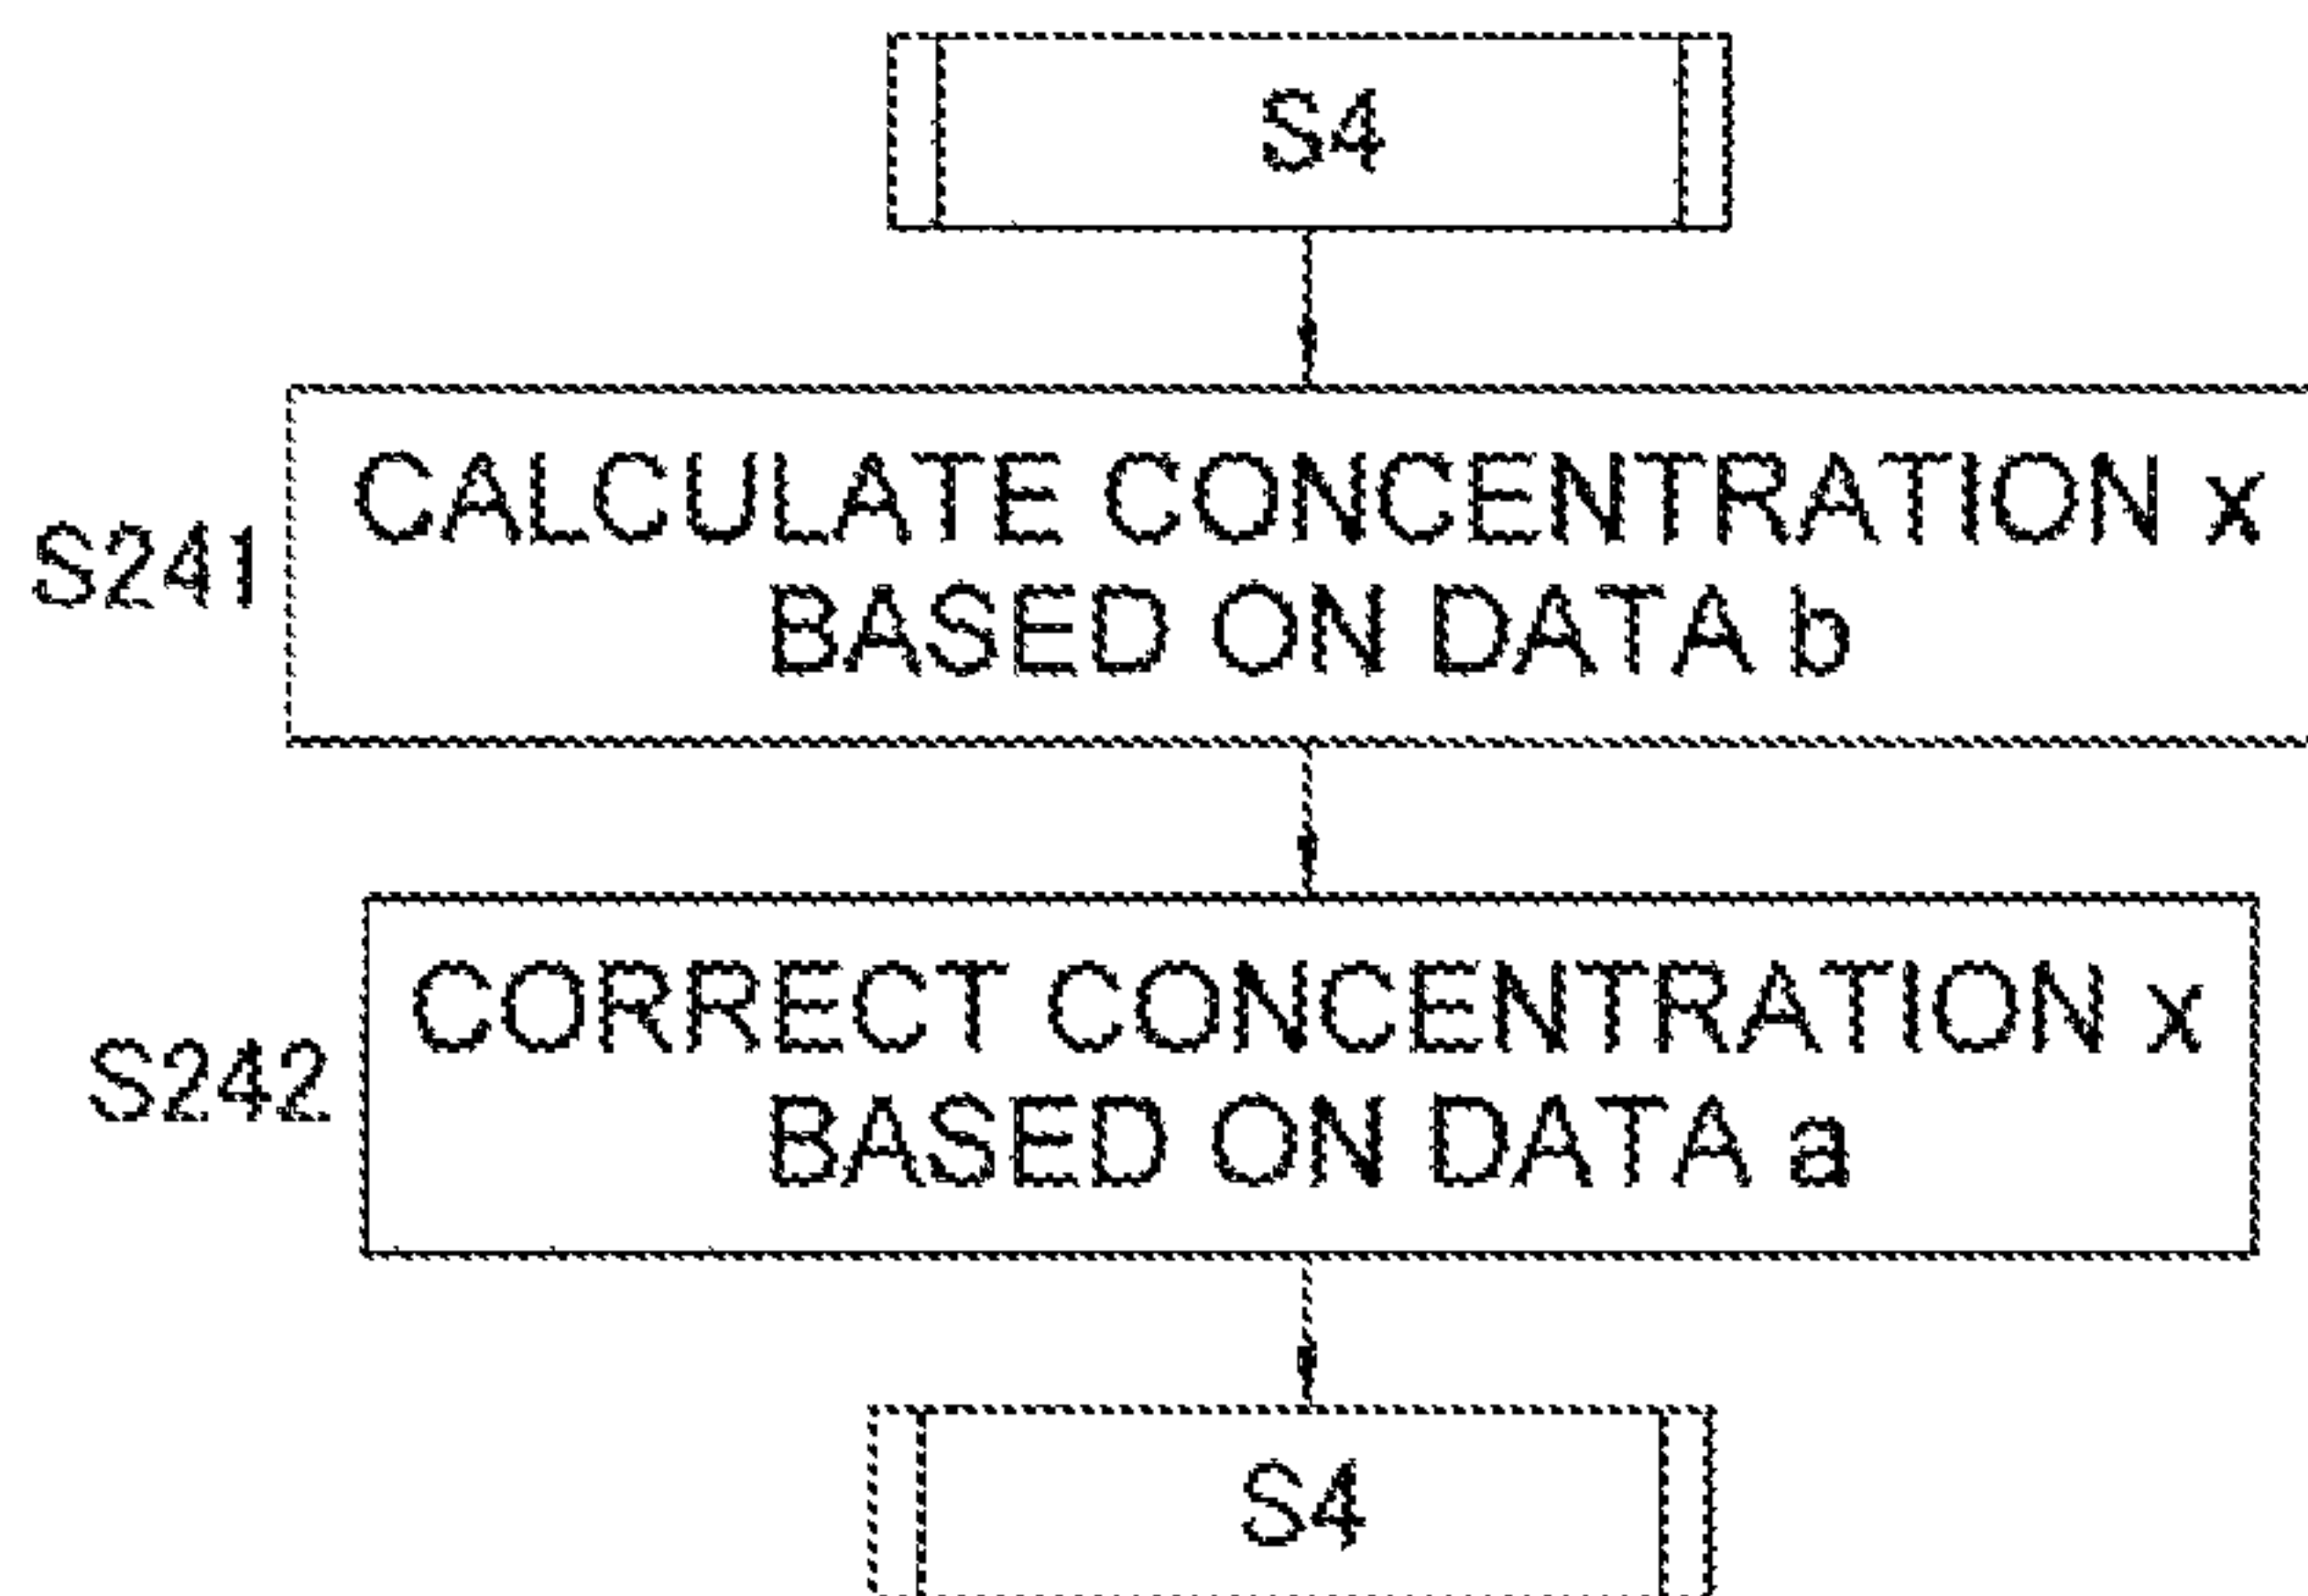 S4
S241
CALCULATE CONCENTRATION x
BASED ON DATA b
S242
CORRECT CONCENTRATION x
BASED ON DATA a
S4